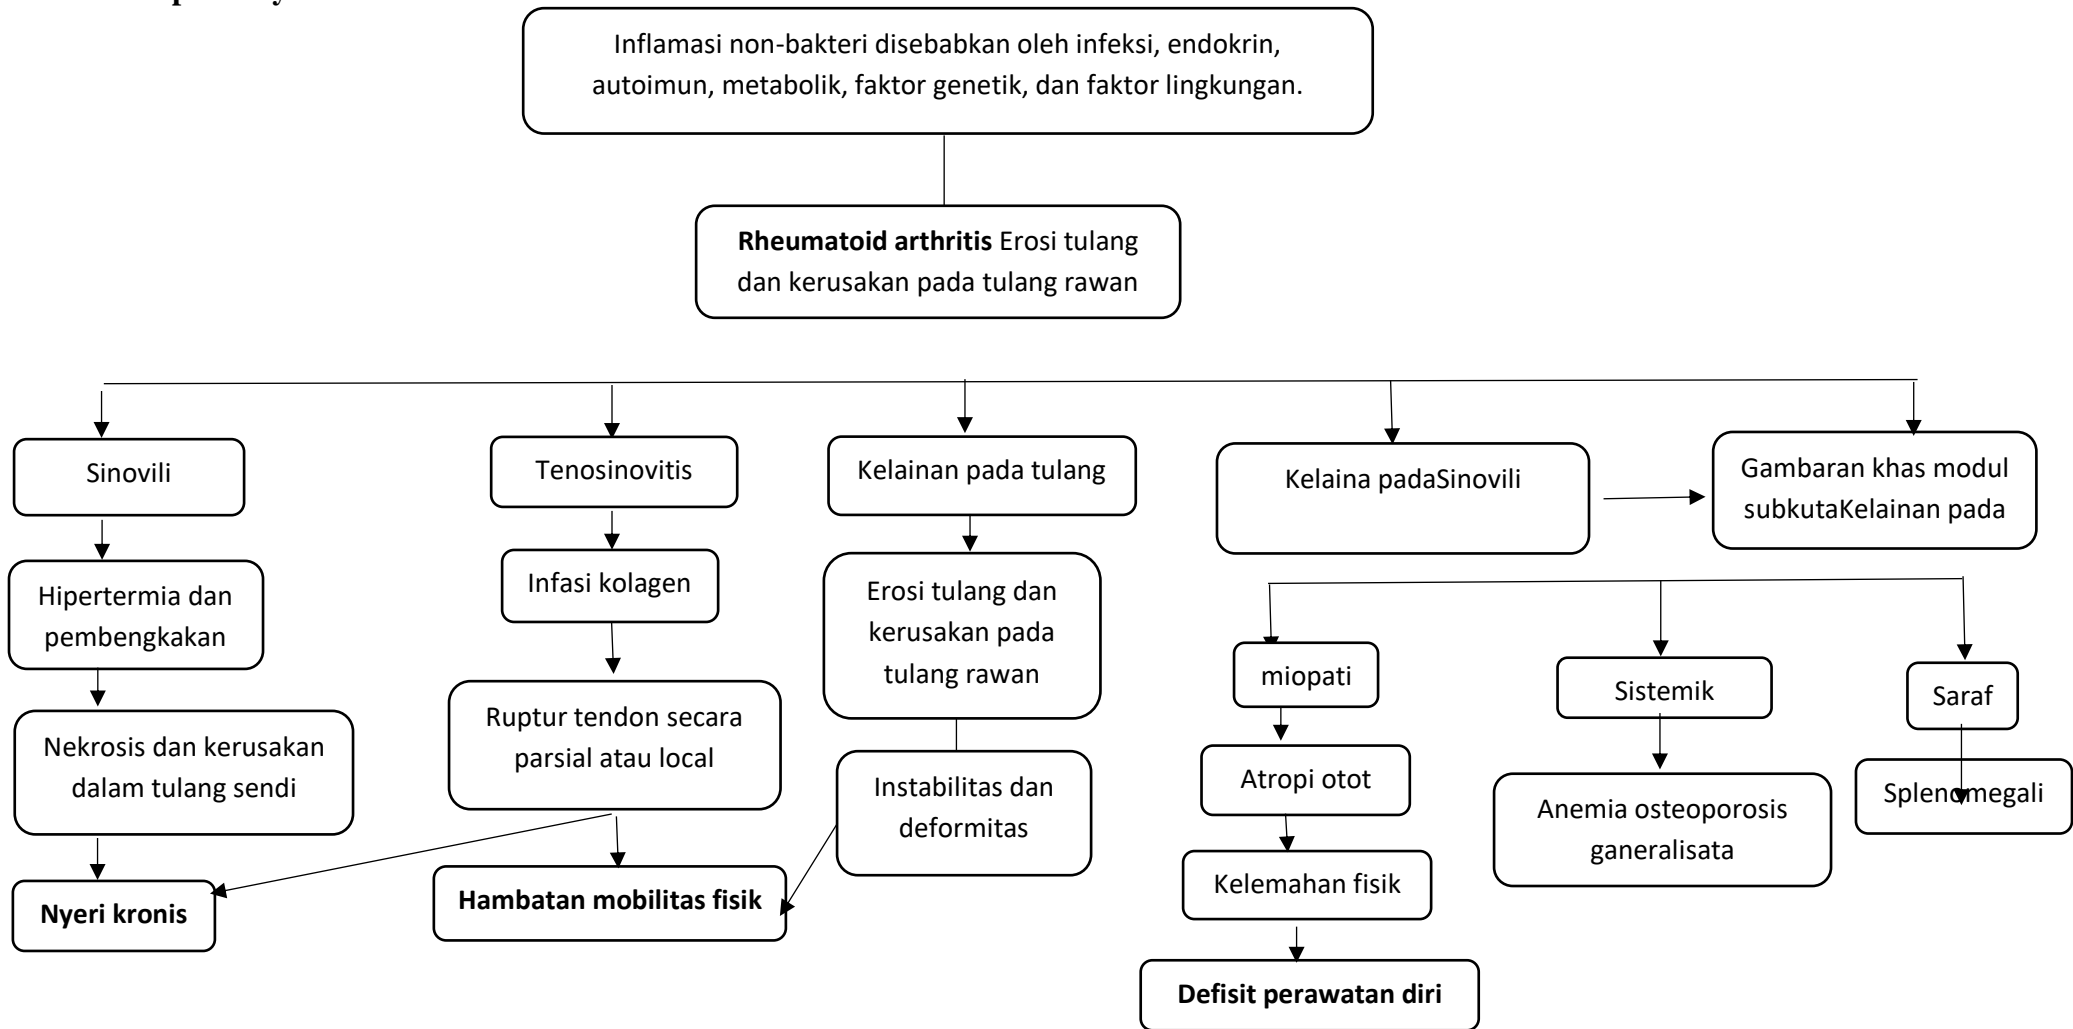 Inflamasi non-bakteri disebabkan oleh infeksi, endokrin,
autoimun, metabolik, faktor genetik, dan faktor lingkungan.
Rheumatoid arthritis Erosi tulang
dan kerusakan pada tulang rawan
Sinovili
Tenosinovitis
Kelainan pada tulang
Kelaina padaSinovili
Gambaran khas modul
subkutaKelainan pada
Hipertermia dan
pembengkakan
Infasi kolagen
Erosi tulang dan
kerusakan pada
tulang rawan
miopati
Sistemik
Saraf
Nekrosis dan kerusakan
dalam tulang sendi
Ruptur tendon secara
parsial atau local
Instabilitas dan
deformitas
Atropi otot
Anemia osteoporosis
ganeralisata
Splenomegali
Nyeri kronis
Hambatan mobilitas fisik
Kelemahan fisik
Defisit perawatan diri